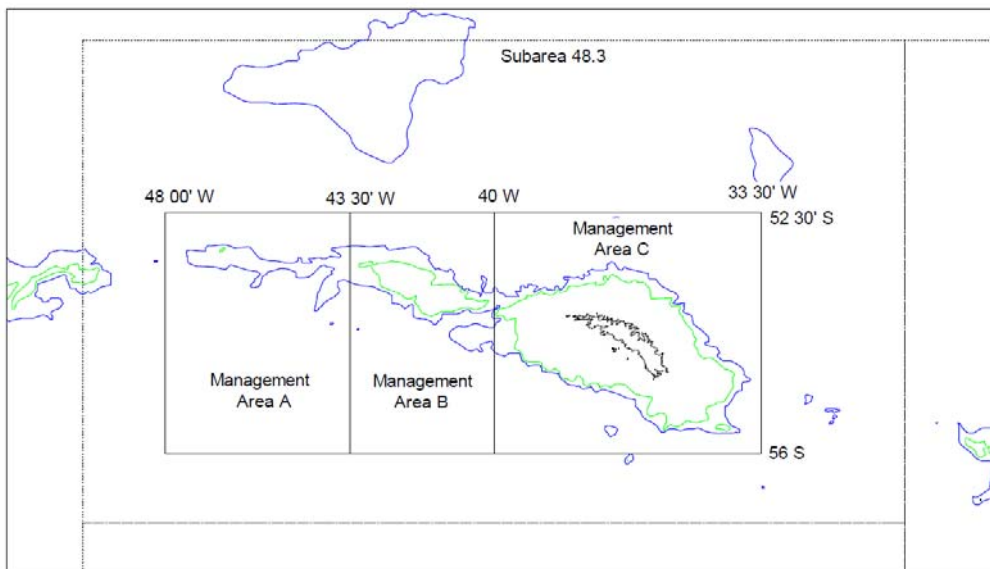 Subarea 48.3
48 00' W
43 30' W
40 W
33 30' W
52 30' S
Management
Area C
Management
Area A
Management
Area B
56 S